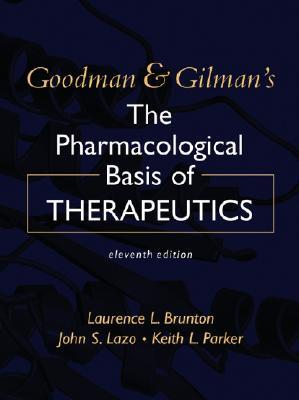 Goodman & Gilman's
The
Pharmacological
Basis of
THERAPEUTICS
eleventh edition
Laurence L. Brunton
John S. Lazo • Keith L. Parker